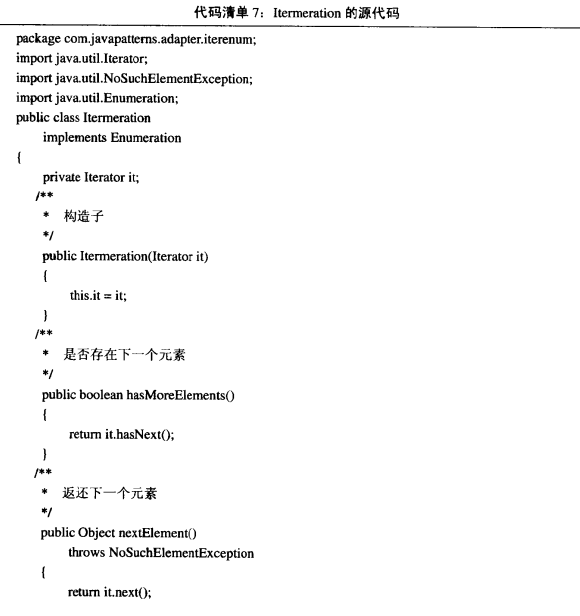 代码清单 7：Itermeration 的源代码
package com.javapatterns.adapter.iterenum;
import java.util.Iterator;
import java.util.NoSuchElementException;
import java.util.Enumeration;
public class Itermeration
implements Enumeration
{
private Iterator it;
/**
* 构造子
*/
public Itermeration(Iterator it)
{
this.it = it;
}
/**
* 是否存在下一个元素
*/
public boolean hasMoreElements()
{
return it.hasNext();
}
/**
* 返还下一个元素
*/
public Object nextElement()
throws NoSuchElementException
{
return it.next();